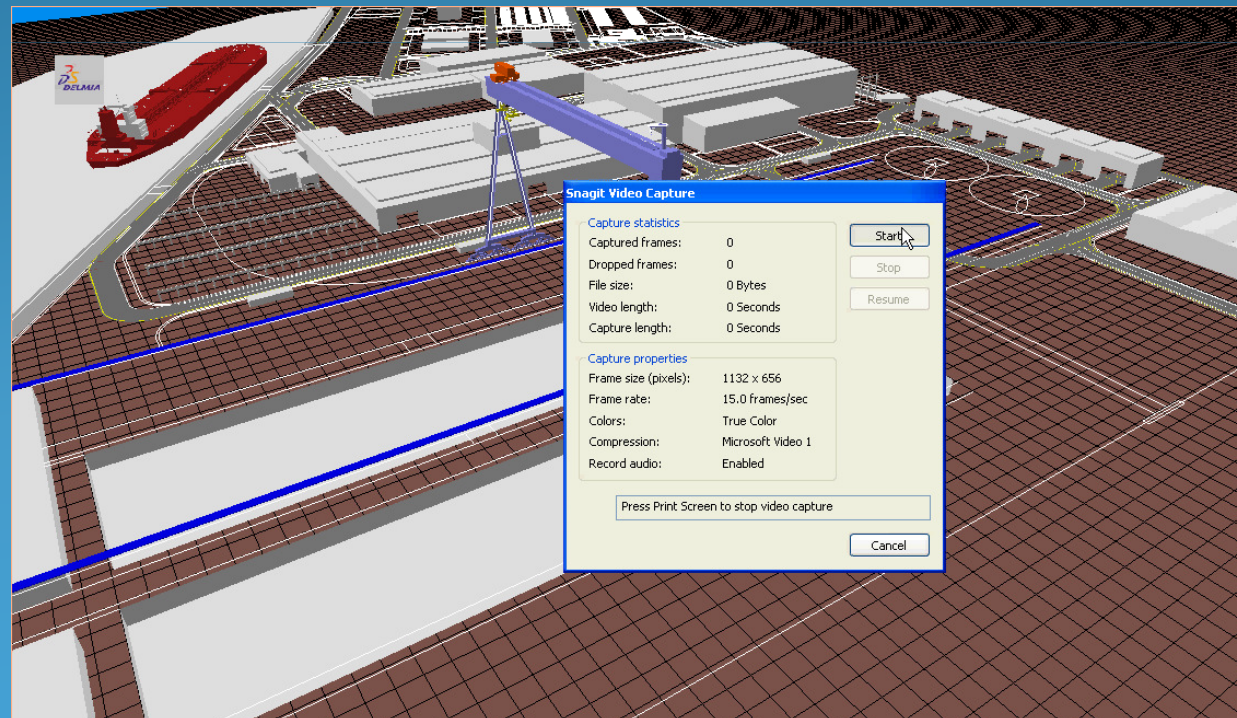 DS
DELMIA
Snagit Video Capture
Capture statistics
Captured frames: 0
Dropped frames: 0
File size: 0 Bytes
Video length: 0 Seconds
Capture length: 0 Seconds
Start
Stop
Resume
Capture properties
Frame size (pixels): 1132 x 656
Frame rate: 15.0 frames/sec
Colors: True Color
Compression: Microsoft Video 1
Record audio: Enabled
Press Print Screen to stop video capture
Cancel